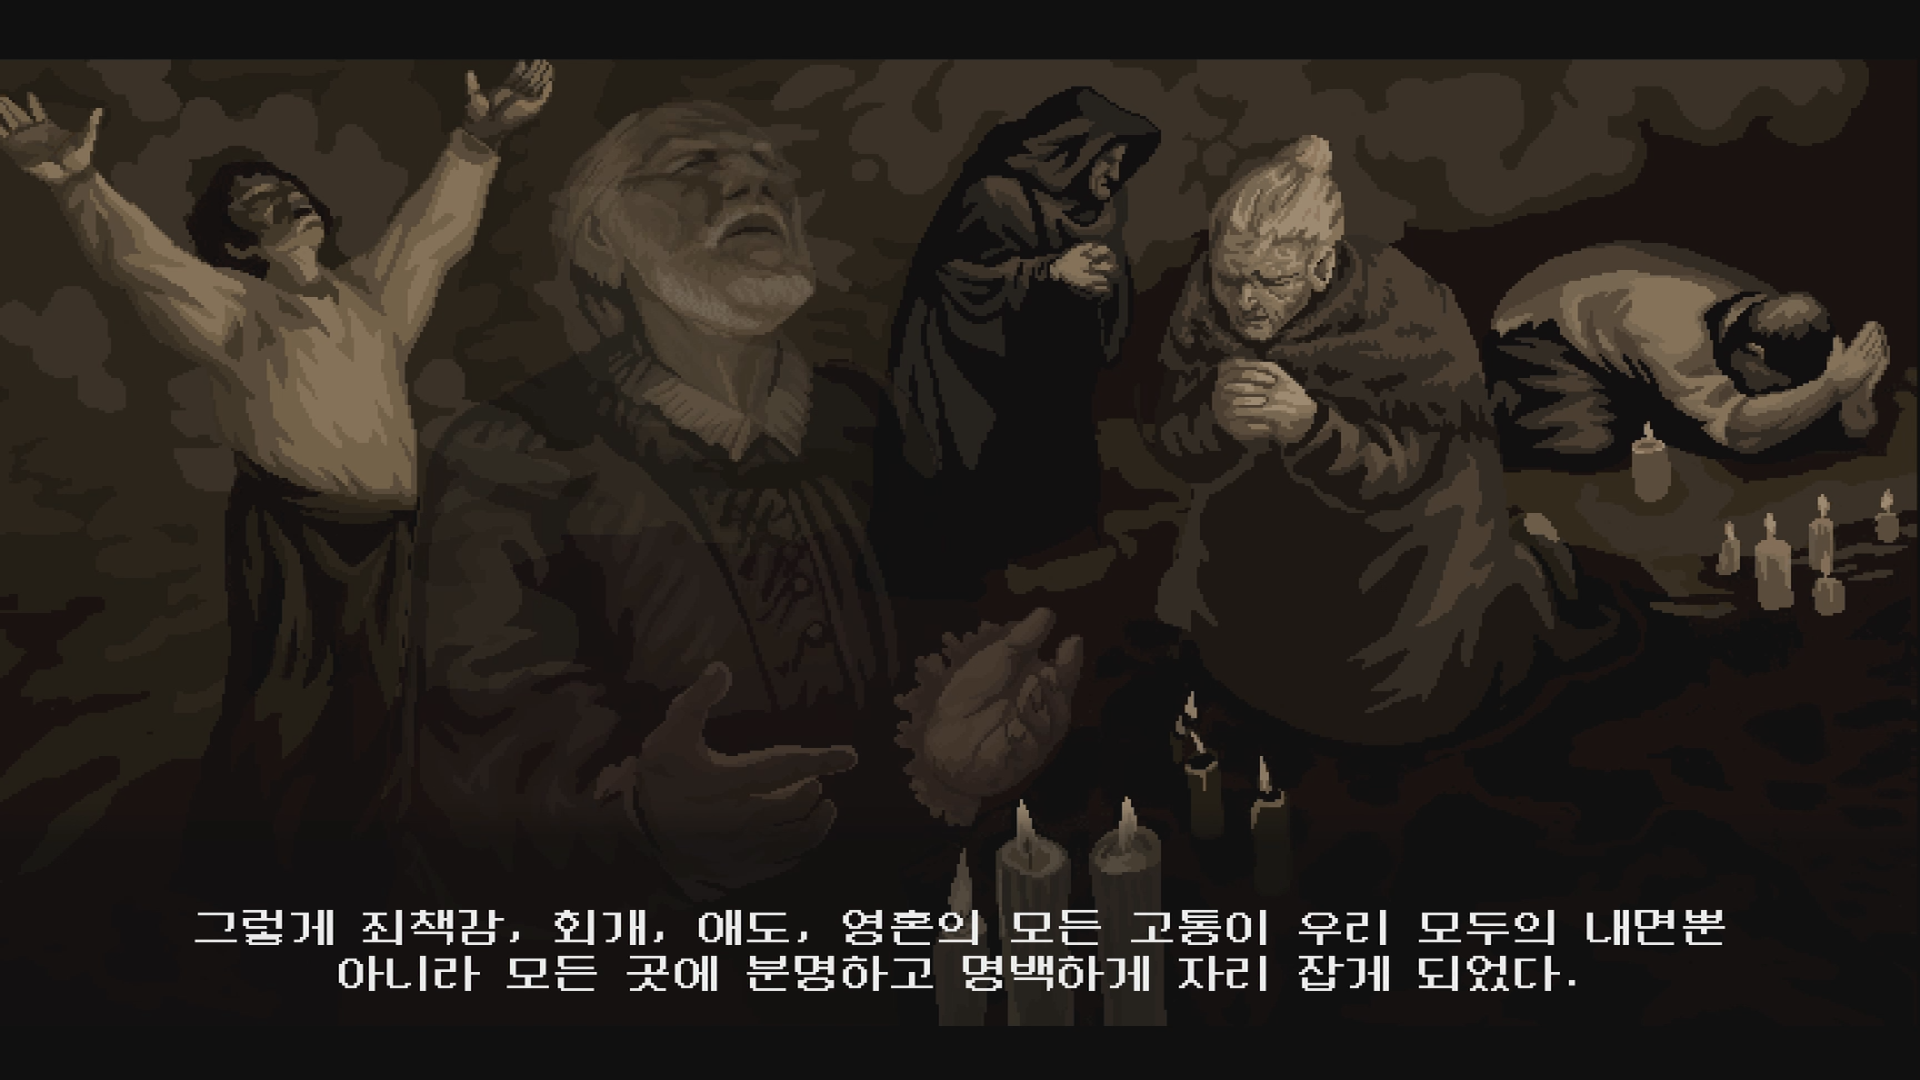 그렇게 죄책감, 회개, 애도, 영혼의 모든 고통이 우리 모두의 내면뿐
아니라 모든 곳에 분명하고 명백하게 자리 잡게 되었다.